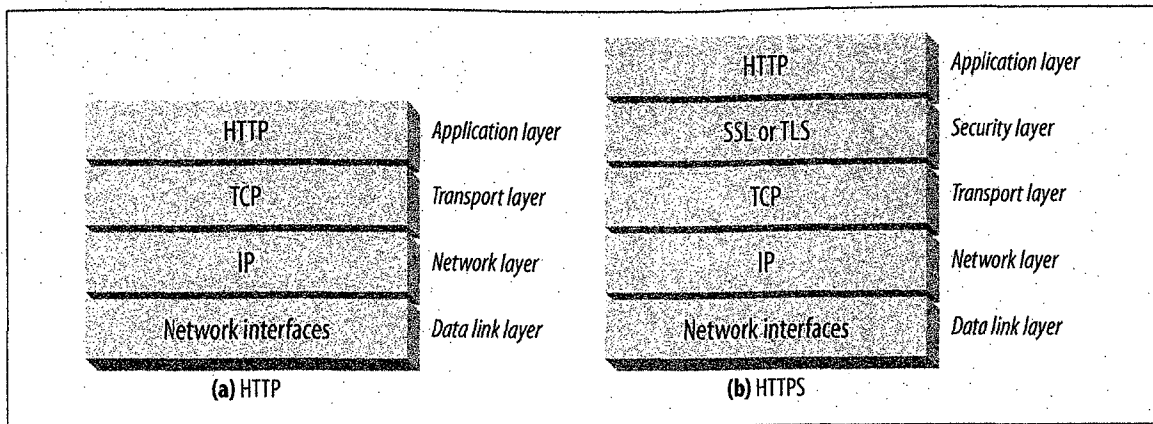 HTTP
Application layer
TCP
Transport layer
IP
Network layer
Network interfaces
Data link layer
(a) HTTP
HTTP
Application layer
SSL or TLS
Security layer
TCP
Transport layer
IP
Network layer
Network interfaces
Data link layer
(b) HTTPS